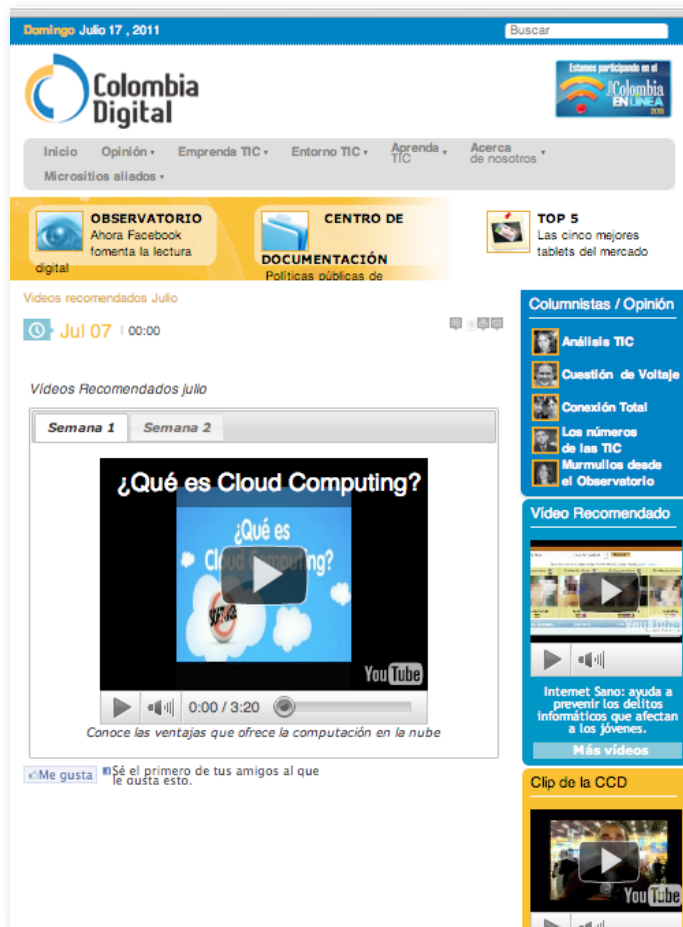 Domingo Julio 17 , 2011
Buscar
Colombia
Digital
Estamos participando en el
Colombia
EN LINEA
2011
Inicio
Opinión
Emprenda TIC
Entorno TIC
Aprenda
TIC
Acerca
de nosotros
Micrositios aliados
OBSERVATORIO
Ahora Facebook
fomenta la lectura
digital
CENTRO DE
DOCUMENTACIÓN
Políticas públicas de
TOP 5
Las cinco mejores
tablets del mercado
Videos recomendados Julio
Jul 07 | 00:00
Vídeos Recomendados julio
Semana 1
Semana 2
¿Qué es Cloud Computing?
¿Qué es
Cloud Computing?
SOFTWARE
YouTube
0:00 / 3:20
Conoce las ventajas que ofrece la computación en la nube
Me gusta
Sé el primero de tus amigos al que
le gusta esto.
Columnistas / Opinión
Análisis TIC
Cuestión de Voltaje
Conexión Total
Los números
de las TIC
Murmullos desde
el Observatorio
Vídeo Recomendado
YouTube
Internet Sano: ayuda a
prevenir los delitos
informáticos que afectan
a los jóvenes.
Más vídeos
Clip de la CCD
YouTube